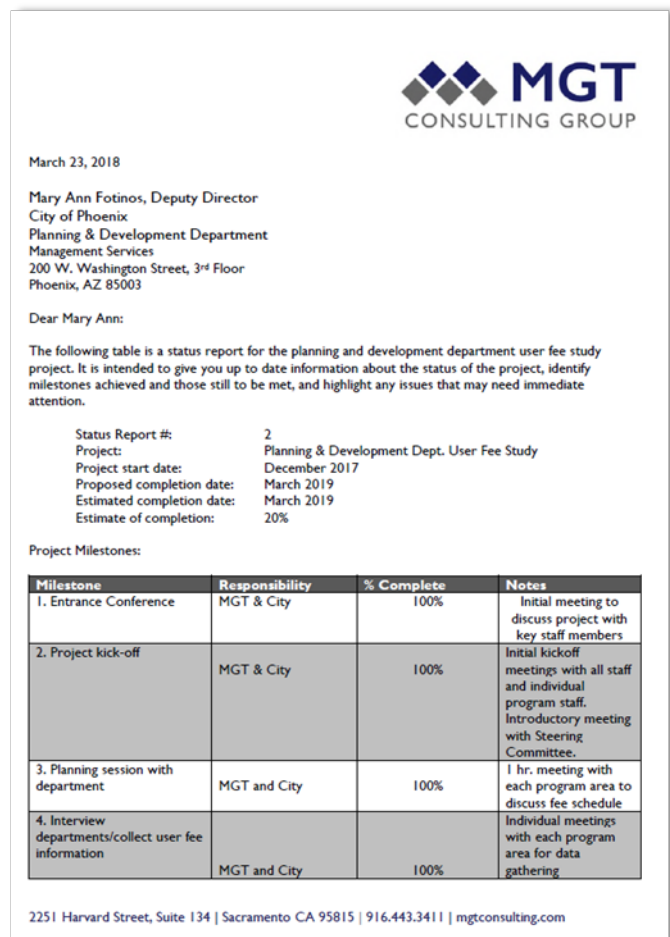 MGT
CONSULTING GROUP
March 23, 2018
Mary Ann Fotinos, Deputy Director
City of Phoenix
Planning & Development Department
Management Services
200 W. Washington Street, 3rd Floor
Phoenix, AZ 85003
Dear Mary Ann:
The following table is a status report for the planning and development department user fee study
project. It is intended to give you up to date information about the status of the project, identify
milestones achieved and those still to be met, and highlight any issues that may need immediate
attention.
Status Report #: 2
Project: Planning & Development Dept. User Fee Study
Project start date: December 2017
Proposed completion date: March 2019
Estimated completion date: March 2019
Estimate of completion: 20%
Project Milestones:
Milestone Responsibility % Complete Notes
1. Entrance Conference MGT & City 100% Initial meeting to
discuss project with
key staff members
2. Project kick-off Initial kickoff
MGT & City 100% meetings with all staff
and individual
program staff.
Introductory meeting
with Steering
Committee.
3. Planning session with 1 hr. meeting with
department MGT and City 100% each program area to
discuss fee schedule
4. Interview Individual meetings
departments/collect user fee with each program
information area for data
MGT and City 100% gathering
2251 Harvard Street, Suite 134 | Sacramento CA 95815 | 916.443.3411 | mgtconsulting.com